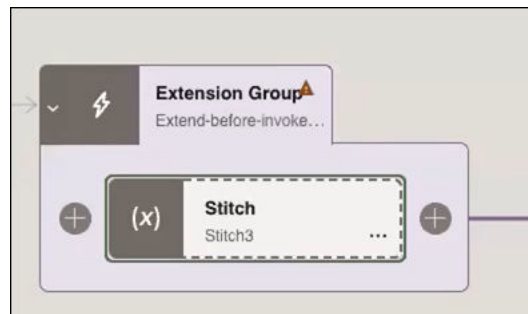 Extension Group
Extend-before-invoke...
(x)
Stitch
Stitch3